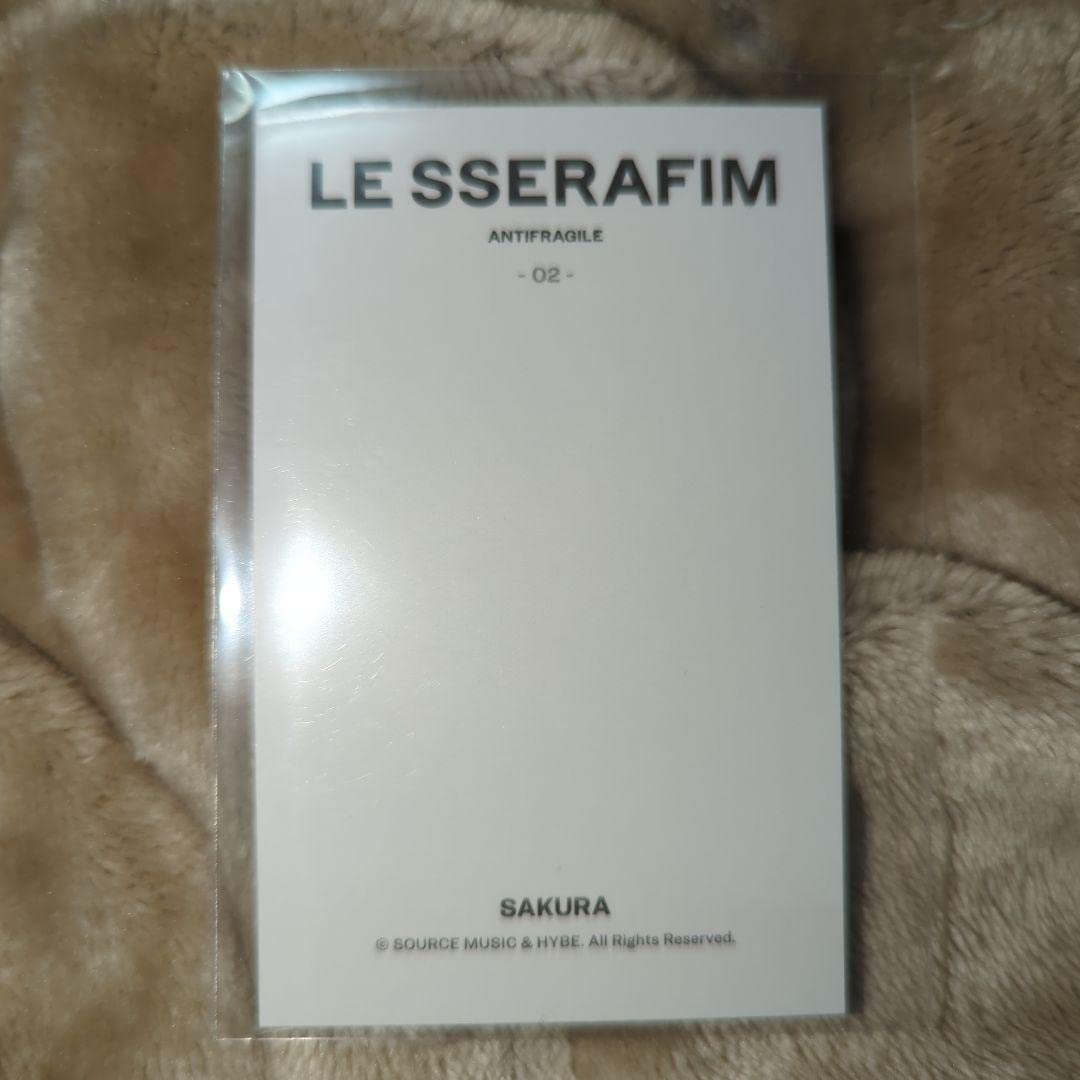 LE SSERAFIM
ANTIFRAGILE
- 02 -
SAKURA
© SOURCE MUSIC & HYBE. All Rights Reserved.